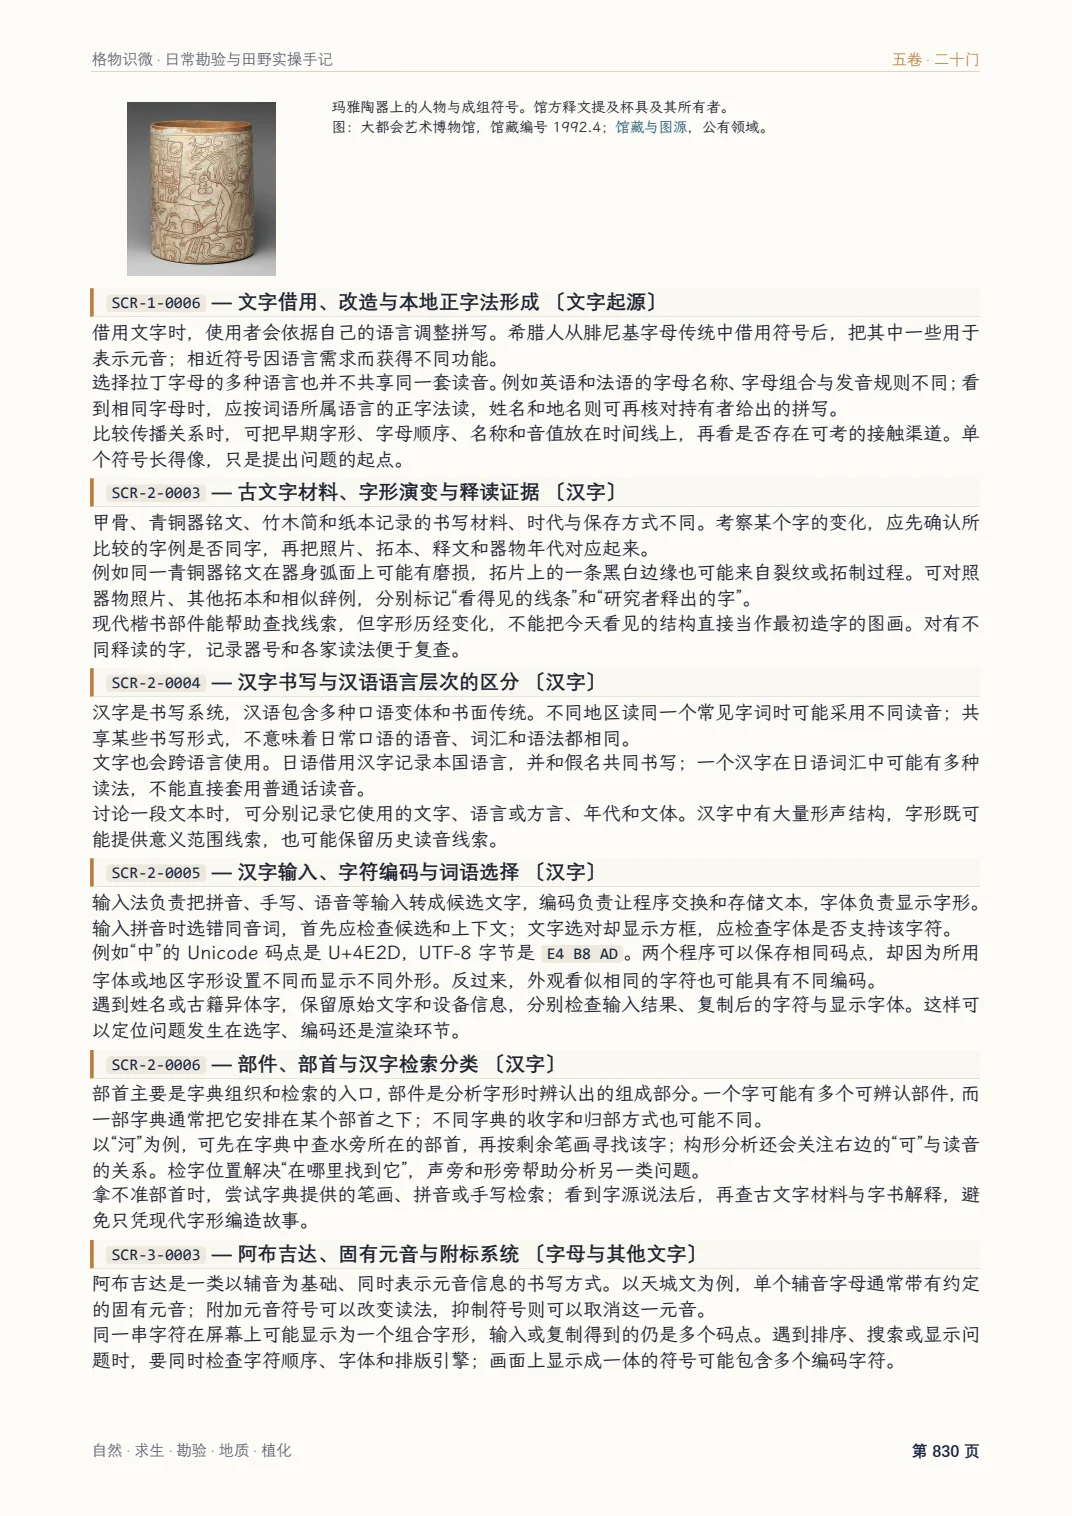 格物识微 · 日常勘验与田野实操手记
五卷 · 二十门
玛雅陶器上的人物与成组符号。馆方释文提及杯具及其所有者。
图：大都会艺术博物馆，馆藏编号 1992.4；馆藏与图源，公有领域。
SCR-1-0006 — 文字借用、改造与本地正字法形成 〔文字起源〕
借用文字时，使用者会依据自己的语言调整拼写。希腊人从腓尼基字母传统中借用符号后，把其中一些用于
表示元音；相近符号因语言需求而获得不同功能。
选择拉丁字母的多种语言也并不共享同一套读音。例如英语和法语的字母名称、字母组合与发音规则不同；看
到相同字母时，应按词语所属语言的正字法读，姓名和地名则可再核对持有者给出的拼写。
比较传播关系时，可把早期字形、字母顺序、名称和音值放在时间线上，再看是否存在可考的接触渠道。单
个符号长得像，只是提出问题的起点。
SCR-2-0003 — 古文字材料、字形演变与释读证据 〔汉字〕
甲骨、青铜器铭文、竹木简和纸本记录的书写材料、时代与保存方式不同。考察某个字的变化，应先确认所
比较的字例是否同字，再把照片、拓本、释文和器物年代对应起来。
例如同一青铜器铭文在器身弧面上可能有磨损，拓片上的一条黑白边缘也可能来自裂纹或拓制过程。可对照
器物照片、其他拓本和相似辞例，分别标记“看得见的线条”和“研究者释出的字”。
现代楷书部件能帮助查找线索，但字形历经变化，不能把今天看见的结构直接当作最初造字的图画。对有不
同释读的字，记录器号和各家读法便于复查。
SCR-2-0004 — 汉字书写与汉语语言层次的区分 〔汉字〕
汉字是书写系统，汉语包含多种口语变体和书面传统。不同地区读同一个常见字词时可能采用不同读音；共
享某些书写形式，不意味着日常口语的语音、词汇和语法都相同。
文字也会跨语言使用。日语借用汉字记录本国语言，并和假名共同书写；一个汉字在日语词汇中可能有多种
读法，不能直接套用普通话读音。
讨论一段文本时，可分别记录它使用的文字、语言或方言、年代和文体。汉字中有大量形声结构，字形既可
能提供意义范围线索，也可能保留历史读音线索。
SCR-2-0005 — 汉字输入、字符编码与词语选择 〔汉字〕
输入法负责把拼音、手写、语音等输入转成候选文字，编码负责让程序交换和存储文本，字体负责显示字形。
输入拼音时选错同音词，首先应检查候选和上下文；文字选对却显示方框，应检查字体是否支持该字符。
例如“中”的 Unicode 码点是 U+4E2D，UTF-8 字节是 E4 B8 AD。两个程序可以保存相同码点，却因为所用
字体或地区字形设置不同而显示不同外形。反过来，外观看似相同的字符也可能具有不同编码。
遇到姓名或古籍异体字，保留原始文字和设备信息，分别检查输入结果、复制后的字符与显示字体。这样可
以定位问题发生在选字、编码还是渲染环节。
SCR-2-0006 — 部件、部首与汉字检索分类 〔汉字〕
部首主要是字典组织和检索的入口，部件是分析字形时辨认出的组成部分。一个字可能有多个可辨认部件，而
一部字典通常把它安排在某个部首之下；不同字典的收字和归部方式也可能不同。
以“河”为例，可先在字典中查水旁所在的部首，再按剩余笔画寻找该字；构形分析还会关注右边的“可”与读音
的关系。检字位置解决“在哪里找到它”，声旁和形旁帮助分析另一类问题。
拿不准部首时，尝试字典提供的笔画、拼音或手写检索；看到字源说法后，再查古文字材料与字书解释，避
免只凭现代字形编造故事。
SCR-3-0003 — 阿布吉达、固有元音与附标系统 〔字母与其他文字〕
阿布吉达是一类以辅音为基础、同时表示元音信息的书写方式。以天城文为例，单个辅音字母通常带有约定
的固有元音；附加元音符号可以改变读法，抑制符号则可以取消这一元音。
同一串字符在屏幕上可能显示为一个组合字形，输入或复制得到的仍是多个码点。遇到排序、搜索或显示问
题时，要同时检查字符顺序、字体和排版引擎；画面上显示成一体的符号可能包含多个编码字符。
自然 · 求生 · 勘验 · 地质 · 植化
第 830 页